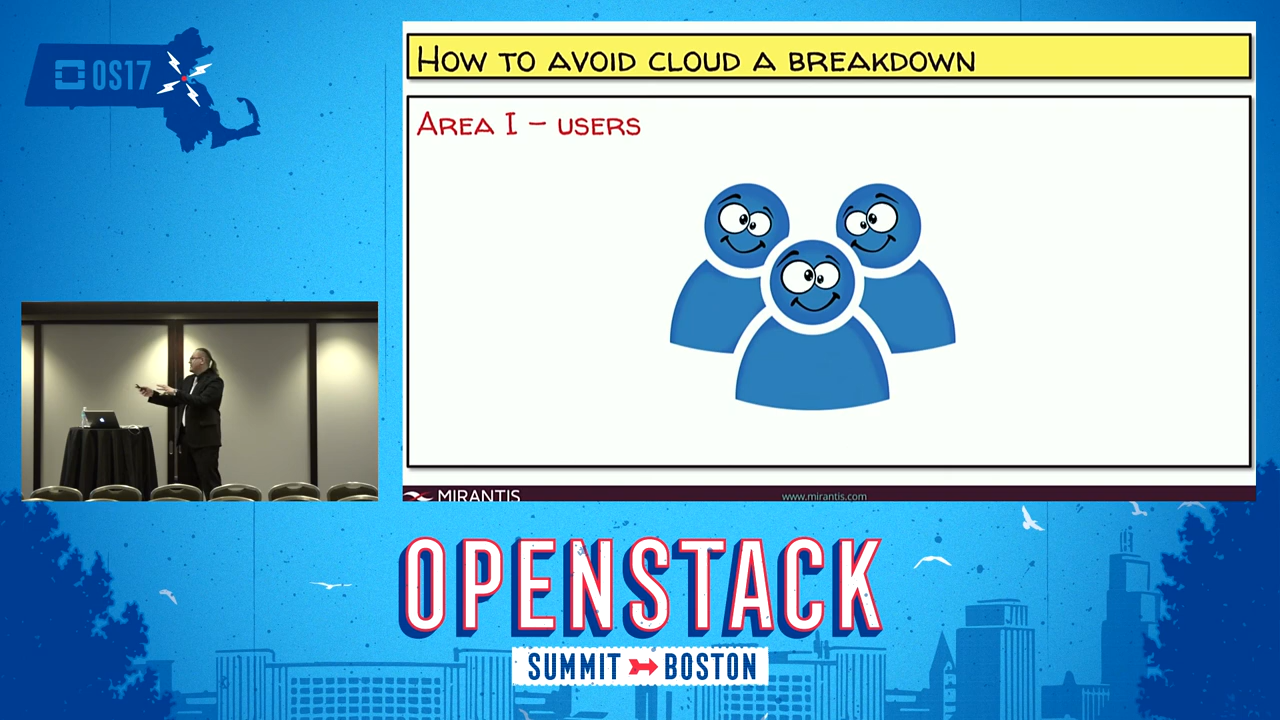 OS17
HOW TO AVOID CLOUD A BREAKDOWN
AREA I – USERS
MIRANTIS
www.mirantis.com
OPENSTACK
SUMMIT BOSTON